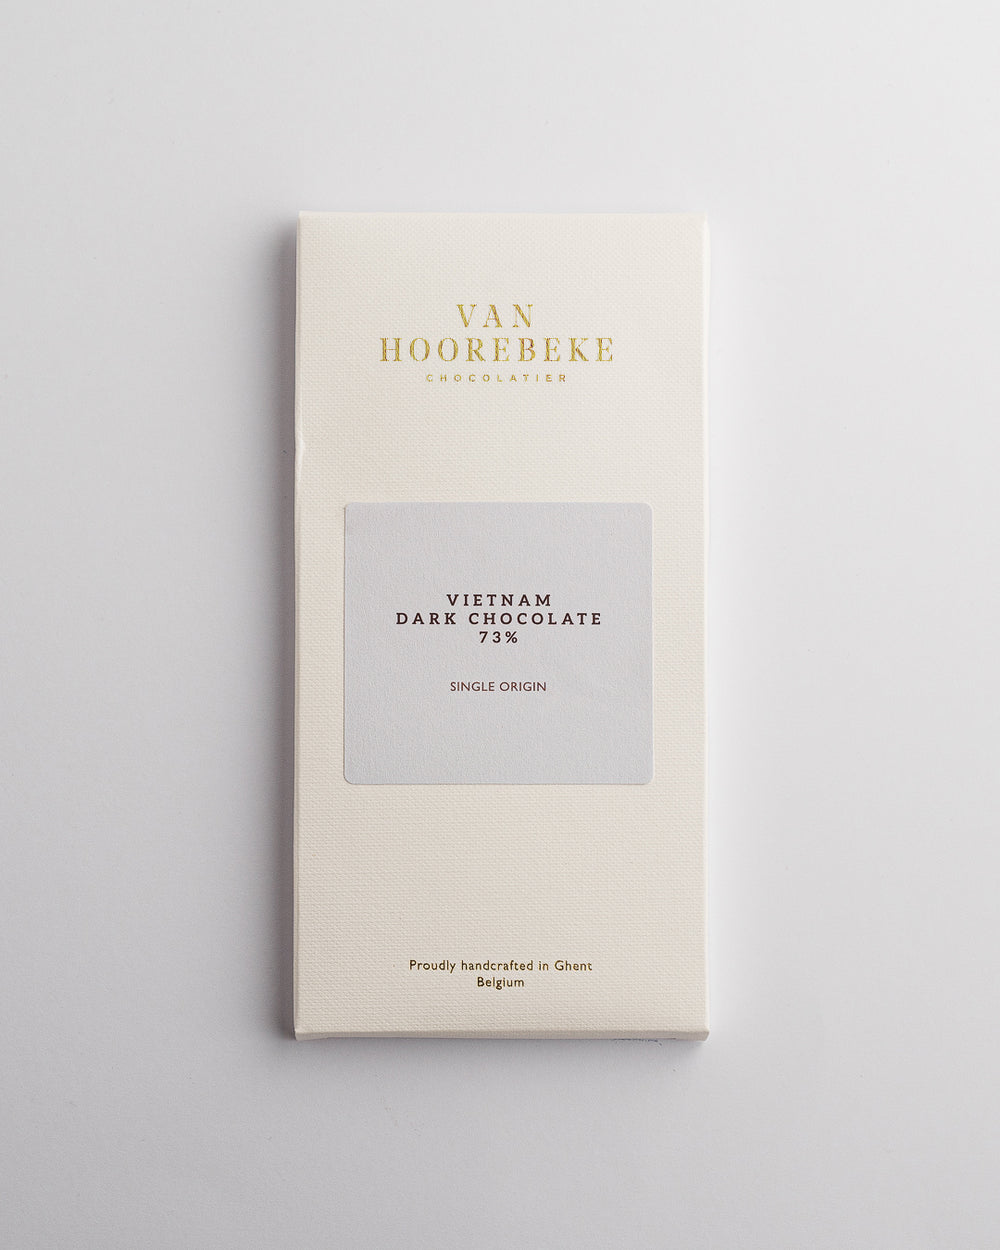 VAN
HOOREBEKE
CHOCOLATIER
VIETNAM
DARK CHOCOLATE
73%
SINGLE ORIGIN
Proudly handcrafted in Ghent
Belgium